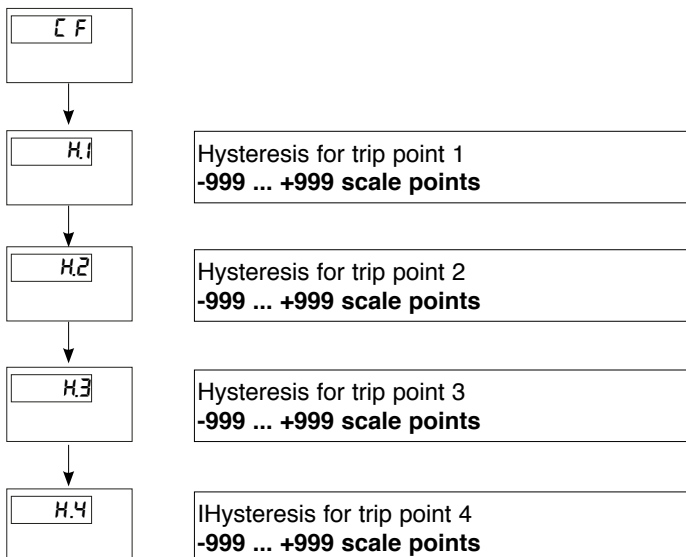 CF
H.1
Hysteresis for trip point 1
-999 ... +999 scale points
H.2
Hysteresis for trip point 2
-999 ... +999 scale points
H.3
Hysteresis for trip point 3
-999 ... +999 scale points
H.4
IHysteresis for trip point 4
-999 ... +999 scale points